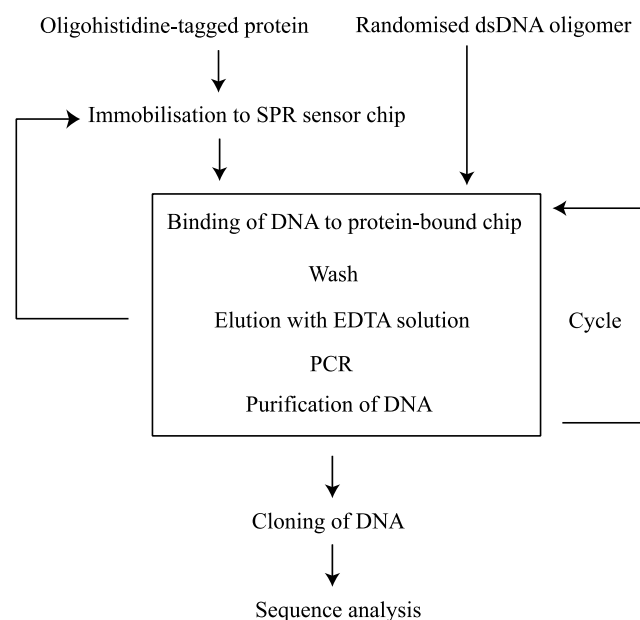 Oligohistidine-tagged protein
Randomised dsDNA oligomer
Immobilisation to SPR sensor chip
Binding of DNA to protein-bound chip
Wash
Elution with EDTA solution
Cycle
PCR
Purification of DNA
Cloning of DNA
Sequence analysis